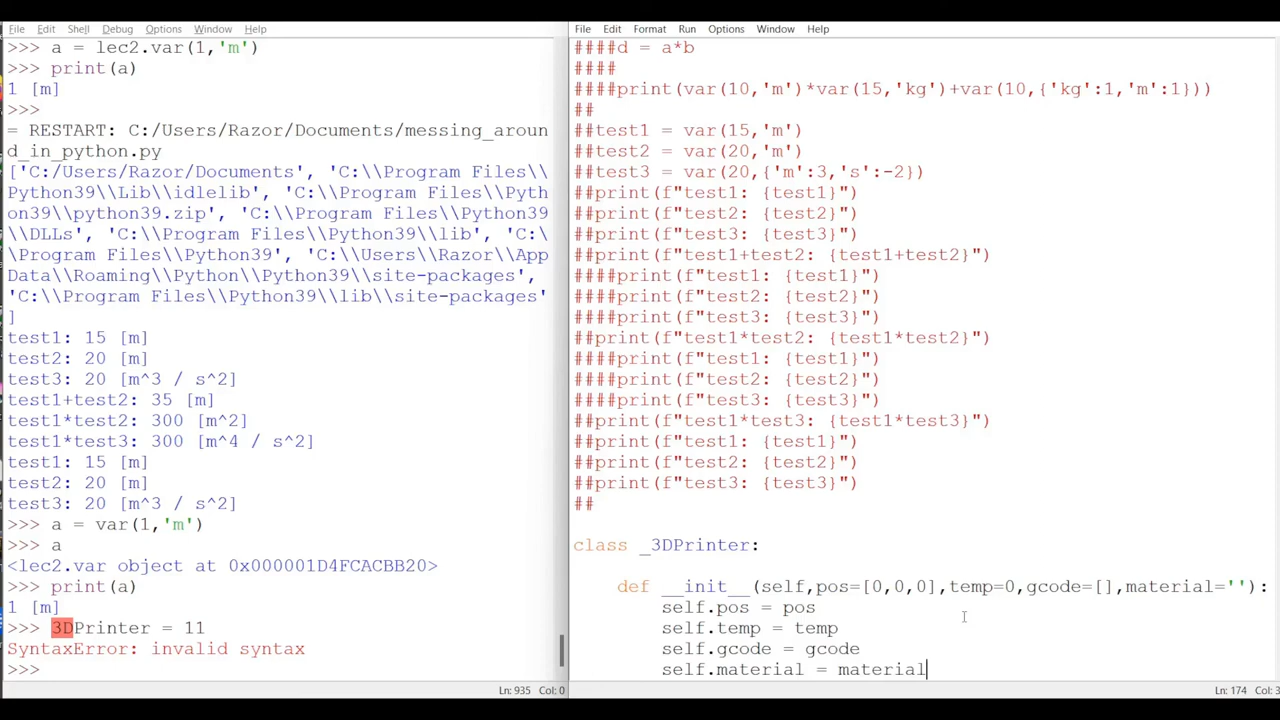 File Edit Shell Debug Options Window Help
>>> a = lec2.var(1,'m')
>>> print(a)
1 [m]
>>>
= RESTART: C:/Users/Razor/Documents/messing_aroun
d_in_python.py
['C:/Users/Razor/Documents', 'C:\\Program Files\\
Python39\\Lib\\idlelib', 'C:\\Program Files\\Pyth
on39\\python39.zip', 'C:\\Program Files\\Python39
\\DLLs', 'C:\\Program Files\\Python39\\lib', 'C:\
\Program Files\\Python39', 'C:\\Users\\Razor\\App
Data\\Roaming\\Python\\Python39\\site-packages',
'C:\\Program Files\\Python39\\lib\\site-packages'
]
test1: 15 [m]
test2: 20 [m]
test3: 20 [m^3 / s^2]
test1+test2: 35 [m]
test1*test2: 300 [m^2]
test1*test3: 300 [m^4 / s^2]
test1: 15 [m]
test2: 20 [m]
test3: 20 [m^3 / s^2]
>>> a = var(1,'m')
>>> a
<lec2.var object at 0x000001D4FCACBB20>
>>> print(a)
1 [m]
>>> 3DPrinter = 11
SyntaxError: invalid syntax
>>>
Ln: 935 Col: 0
File Edit Format Run Options Window Help
####d = a*b
####
####print(var(10,'m')*var(15,'kg')+var(10,{'kg':1,'m':1}))
##
##test1 = var(15,'m')
##test2 = var(20,'m')
##test3 = var(20,{'m':3,'s':-2})
##print(f"test1: {test1}")
##print(f"test2: {test2}")
##print(f"test3: {test3}")
##print(f"test1+test2: {test1+test2}")
####print(f"test1: {test1}")
####print(f"test2: {test2}")
####print(f"test3: {test3}")
##print(f"test1*test2: {test1*test2}")
####print(f"test1: {test1}")
####print(f"test2: {test2}")
####print(f"test3: {test3}")
##print(f"test1*test3: {test1*test3}")
##print(f"test1: {test1}")
##print(f"test2: {test2}")
##print(f"test3: {test3}")
##
class _3DPrinter:
def __init__(self,pos=[0,0,0],temp=0,gcode=[],material=''):
self.pos = pos
self.temp = temp
self.gcode = gcode
self.material = material
Ln: 174 Col: 3